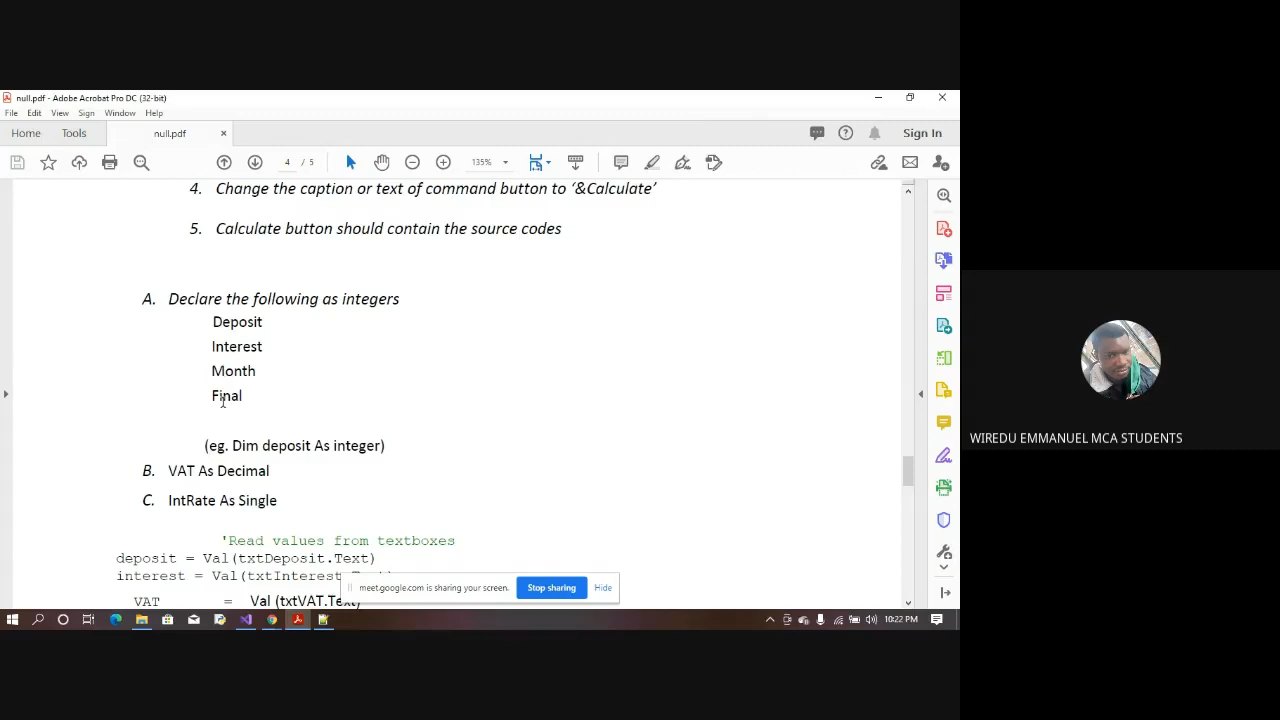 null.pdf - Adobe Acrobat Pro DC (32-bit)
File Edit View Sign Window Help
Home Tools null.pdf × Sign In
4 / 5 135%
4. Change the caption or text of command button to ‘&Calculate’
5. Calculate button should contain the source codes
A. Declare the following as integers
Deposit
Interest
Month
Final
(eg. Dim deposit As integer)
B. VAT As Decimal
C. IntRate As Single
'Read values from textboxes
deposit = Val(txtDeposit.Text)
interest = Val(txtInterest
VAT = Val (txtVAT.Text)
meet.google.com is sharing your screen. Stop sharing Hide
10:22 PM
WIREDU EMMANUEL MCA STUDENTS